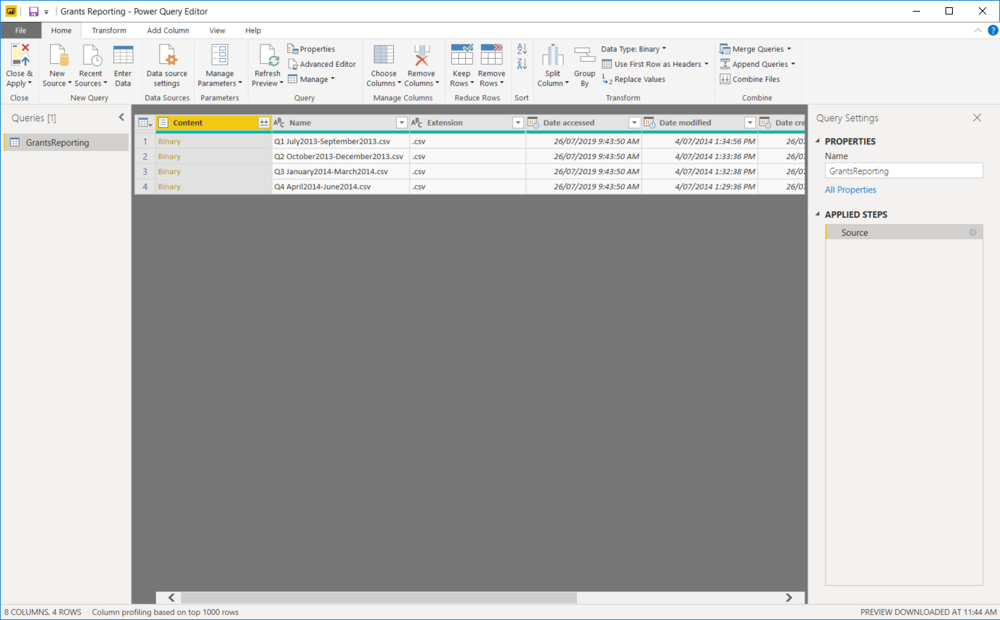 Grants Reporting - Power Query Editor
File Home Transform Add Column View Help
Close & Apply
New Source
Recent Sources
Enter Data
Data source settings
Manage Parameters
Refresh Preview
Properties
Advanced Editor
Manage
Choose Columns
Remove Columns
Keep Rows
Remove Rows
Split Column
Group By
Data Type: Binary
Use First Row as Headers
Replace Values
Merge Queries
Append Queries
Combine Files
Close New Query Data Sources Parameters Query Manage Columns Reduce Rows Sort Transform Combine
Queries [1]
GrantsReporting
Content Name Extension Date accessed Date modified Date cre
1 Binary Q1 July2013-September2013.csv .csv 26/07/2019 9:43:50 AM 4/07/2014 1:34:56 PM 26/07
2 Binary Q2 October2013-December2013.csv .csv 26/07/2019 9:43:50 AM 4/07/2014 1:33:36 PM 26/07
3 Binary Q3 January2014-March2014.csv .csv 26/07/2019 9:43:50 AM 4/07/2014 1:32:38 PM 26/07
4 Binary Q4 April2014-June2014.csv .csv 26/07/2019 9:43:50 AM 4/07/2014 1:29:36 PM 26/07
Query Settings
PROPERTIES
Name
GrantsReporting
All Properties
APPLIED STEPS
Source
8 COLUMNS, 4 ROWS Column profiling based on top 1000 rows
PREVIEW DOWNLOADED AT 11:44 AM